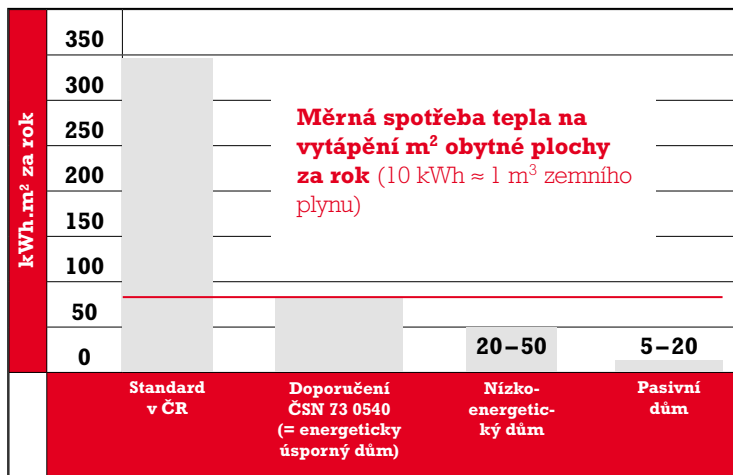 kWh.m² za rok
350
300
250
200
150
100
50
0
Měrná spotřeba tepla na
vytápění m² obytné plochy
za rok (10 kWh ≈ 1 m³ zemního
plynu)
20–50
5–20
Standard
v ČR
Doporučení
ČSN 73 0540
(= energeticky
úsporný dům)
Nízko-
energetic-
ký dům
Pasivní
dům